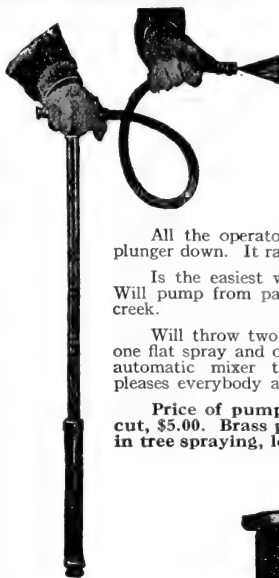 All the operato
plunger down. It ra
Is the easiest w
Will pump from pa
creek.
Will throw two
one flat spray and o
automatic mixer t
pleases everybody a
Price of pump
cut, $5.00. Brass p
in tree spraying, le